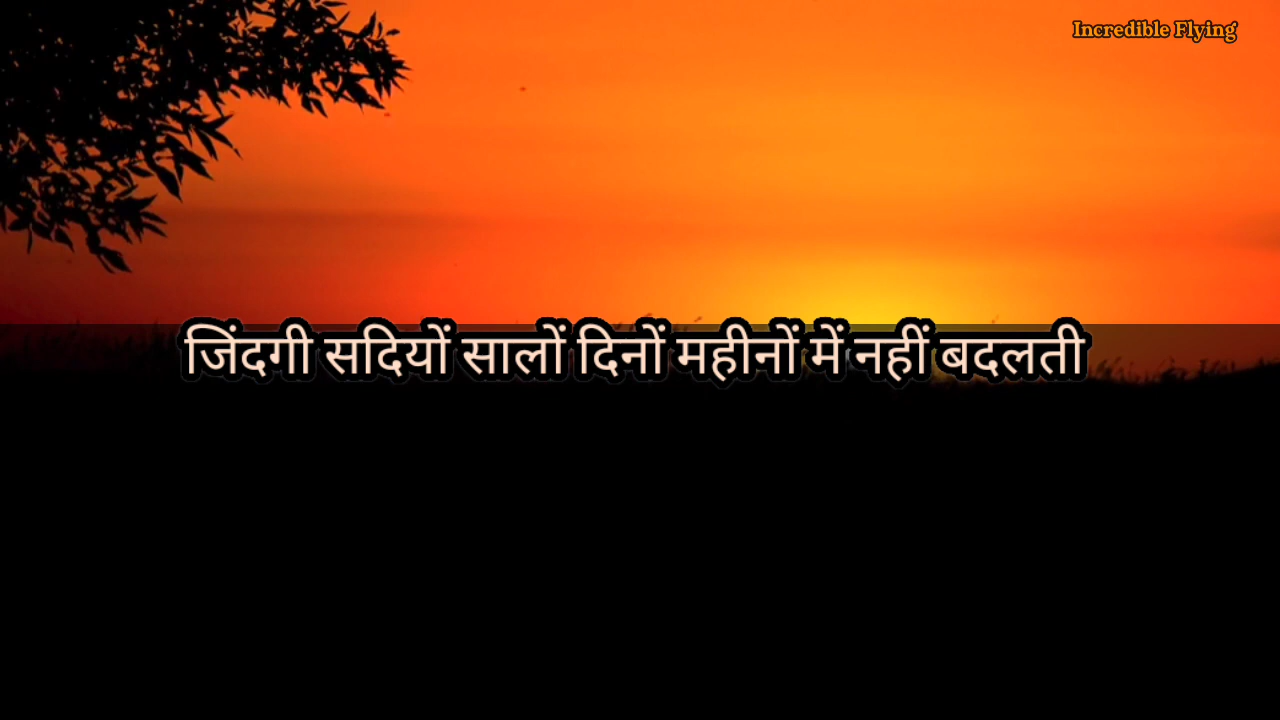 Incredible Flying
जिंदगी सदियों सालों दिनों महीनों में नहीं बदलती